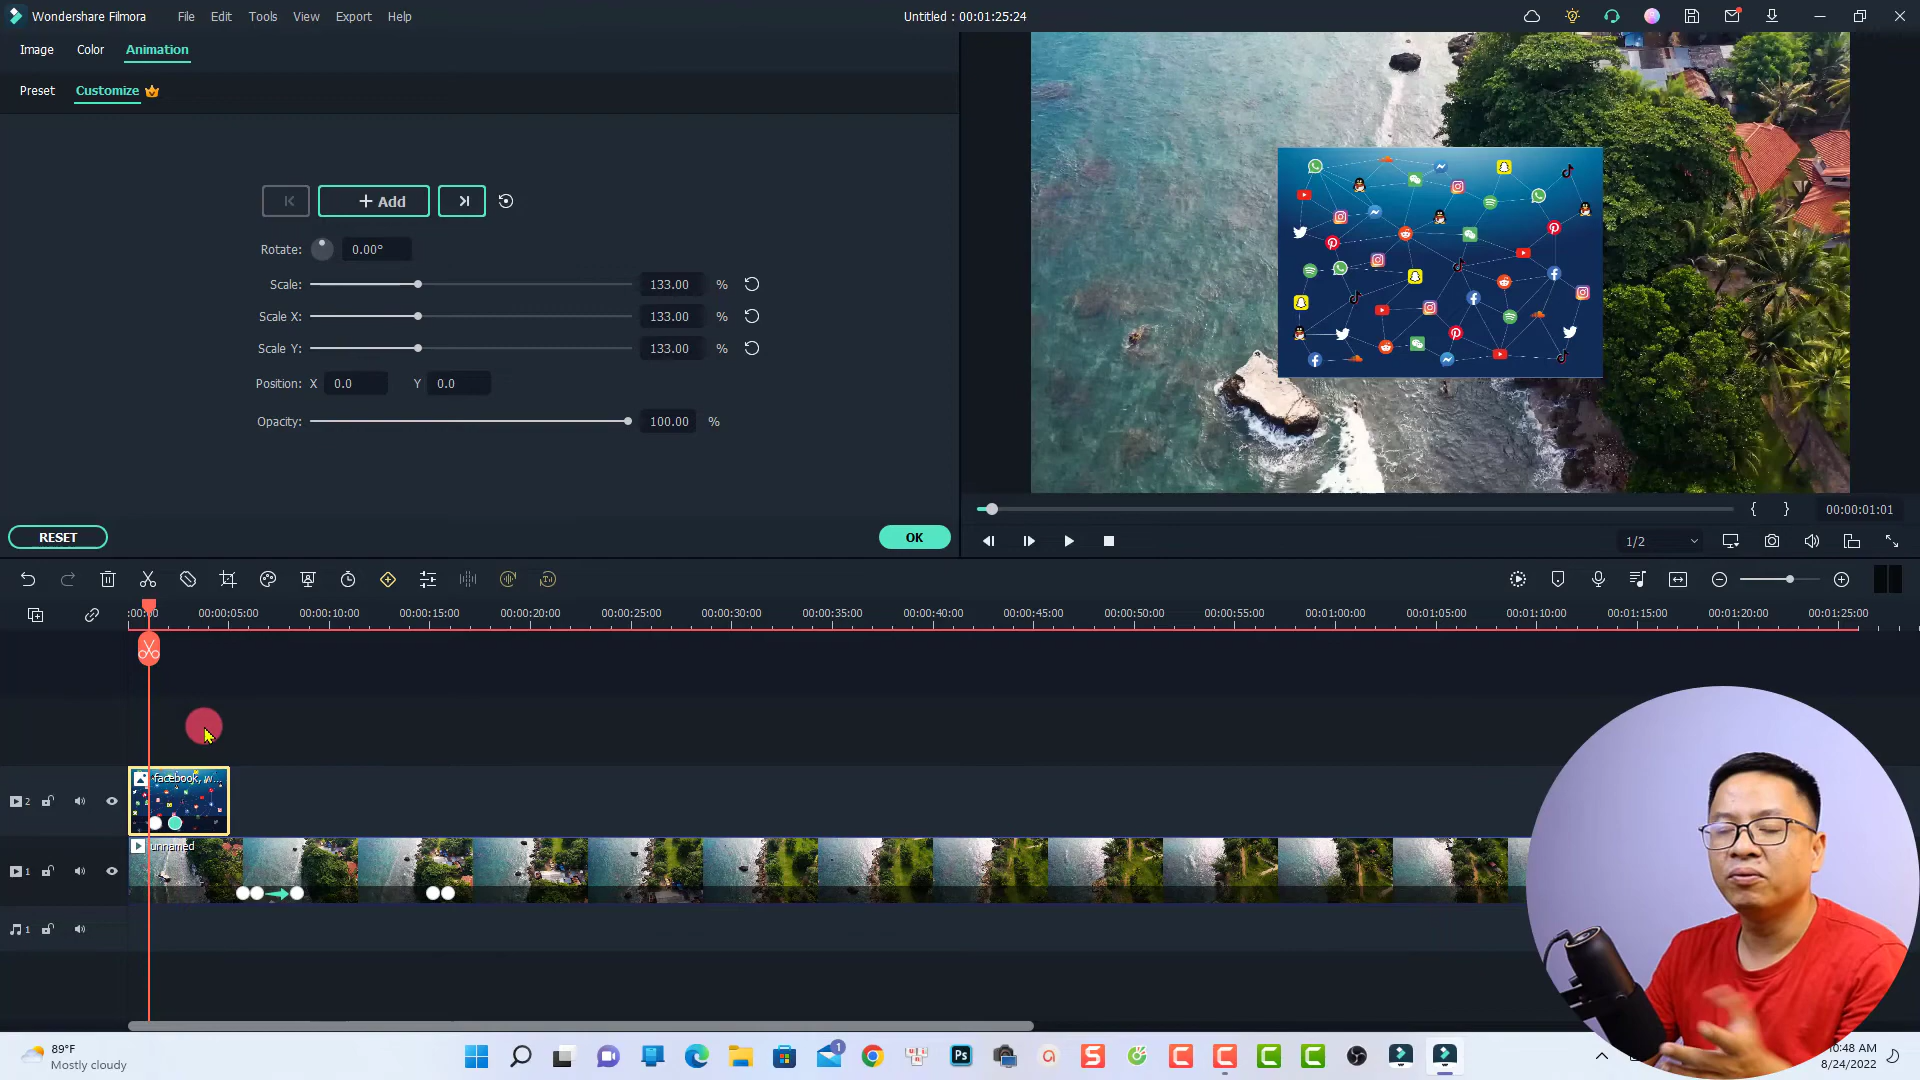 Wondershare Filmora File Edit Tools View Export Help Untitled : 00:01:25:24
Image Color Animation
Preset Customize
+ Add
Rotate: 0.00°
Scale: 133.00 %
Scale X: 133.00 %
Scale Y: 133.00 %
Position: X 0.0 Y 0.0
Opacity: 100.00 %
RESET OK
{ } 00:00:01:01
1/2
:00:00 00:00:05:00 00:00:10:00 00:00:15:00 00:00:20:00 00:00:25:00 00:00:30:00 00:00:35:00 00:00:40:00 00:00:45:00 00:00:50:00 00:00:55:00 00:01:00:00 00:01:05:00 00:01:10:00 00:01:15:00 00:01:20:00 00:01:25:00
facebook, w...
2
unnamed
1
1
89°F
Mostly cloudy
1
Ps
S
C
C
C
C
10:48 AM
8/24/2022